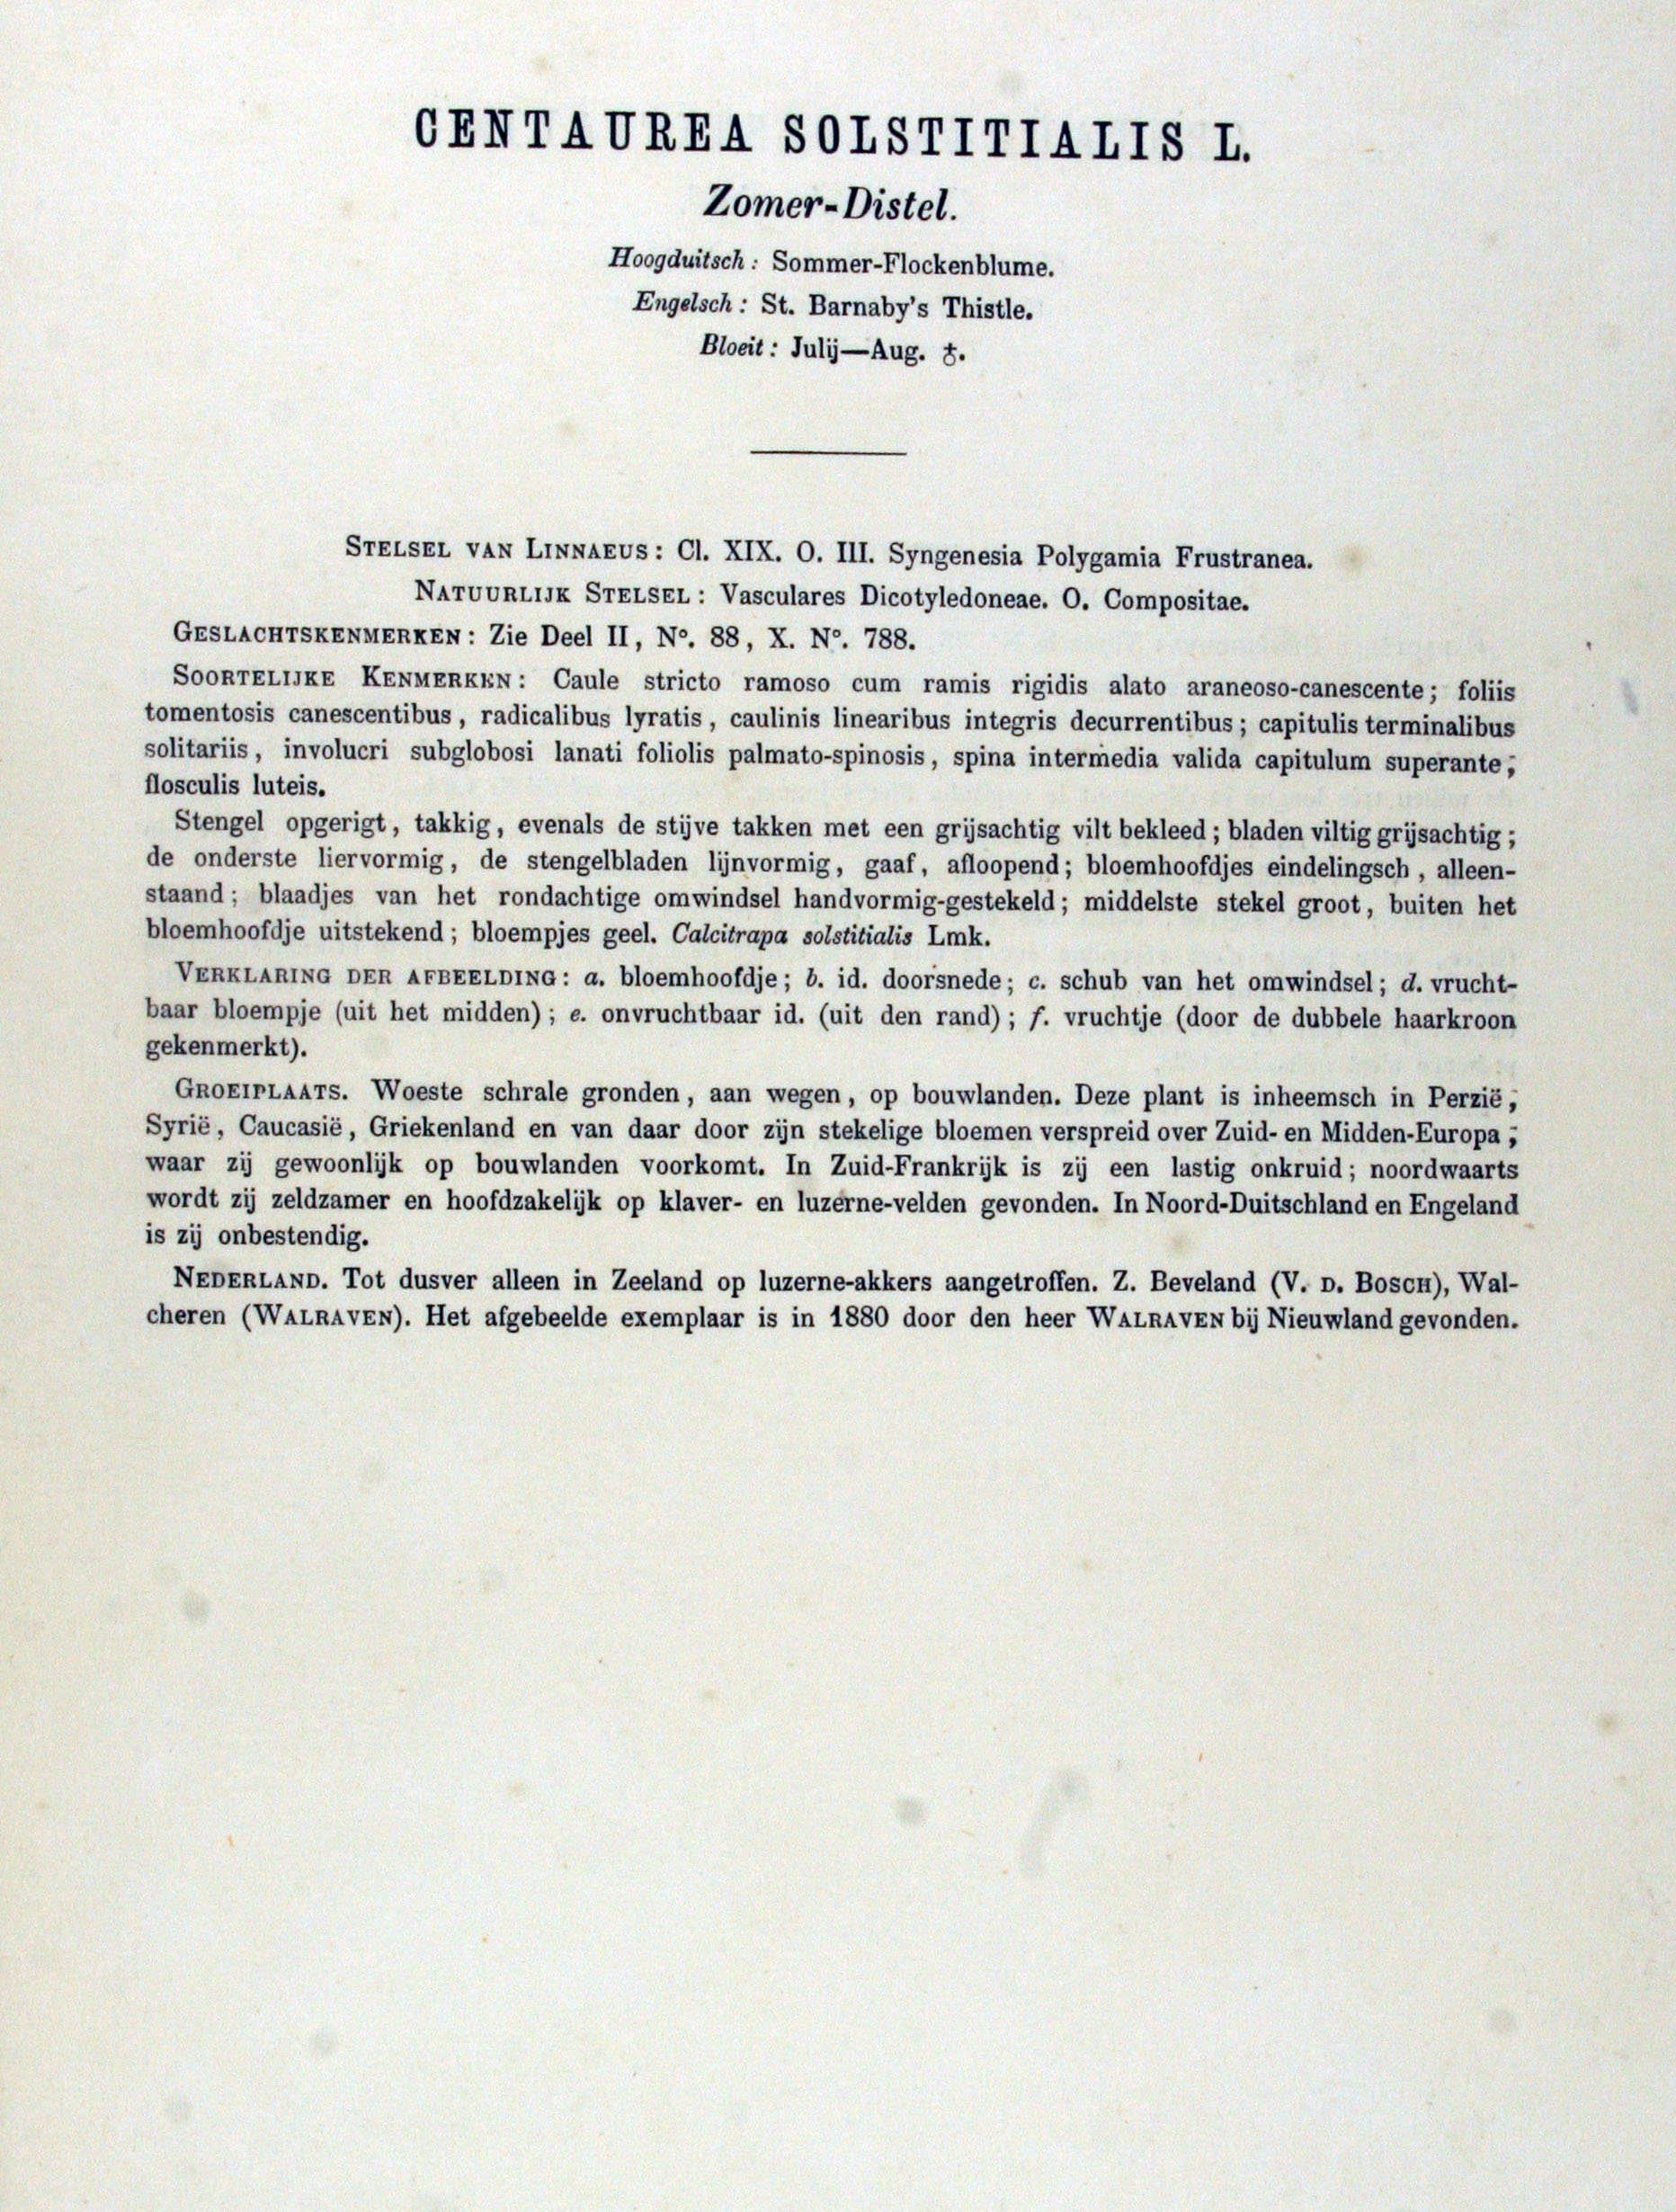 CENTAUREA SOLSTITIALIS L.
Zomer-Distel.
Hoogduitsch: Sommer-Flockenblume.
Engelsch: St. Barnaby's Thistle.
Bloeit: Julij—Aug.
STELSEL VAN LINNAEUS: Cl. XIX. O. III. Syngenesia Polygamia Frustranea.
NATUURLIJK STELSEL: Vasculares Dicotyledoneae. O. Compositae.
GESLACHTSKENMERKEN: Zie Deel II, Nº. 88, X. Nº. 788.
SOORTELIJKE KENMERKEN: Caule stricto ramoso cum ramis rigidis alato araneoso-canescente; foliis
tomentosis canescentibus, radicalibus lyratis, caulinis linearibus integris decurrentibus; capitulis terminalibus
solitariis, involucri subglobosi lanati foliolis palmato-spinosis, spina intermedia valida capitulum superante;
flosculis luteis.
Stengel opgerigt, takkig, evenals de stijve takken met een grijsachtig vilt bekleed; bladen viltig grijsachtig;
de onderste liervormig, de stengelbladen lijnvormig, gaaf, afloopend; bloemhoofdjes eindelingsch, alleen-
staand; blaadjes van het rondachtige omwindsel handvormig-gestekeld; middelste stekel groot, buiten het
bloemhoofdje uitstekend; bloempjes geel. Calcitrapa solstitialis Lmk.
VERKLARING DER AFBEELDING: a. bloemhoofdje; b. id. doorsnede; c. schub van het omwindsel; d. vrucht-
baar bloempje (uit het midden); e. onvruchtbaar id. (uit den rand); f. vruchtje (door de dubbele haarkroon
gekenmerkt).
GROEIPLAATS. Woeste schrale gronden, aan wegen, op bouwlanden. Deze plant is inheemsch in Perzië,
Syrië, Caucasië, Griekenland en van daar door zijn stekelige bloemen verspreid over Zuid- en Midden-Europa;
waar zij gewoonlijk op bouwlanden voorkomt. In Zuid-Frankrijk is zij een lastig onkruid; noordwaarts
wordt zij zeldzamer en hoofdzakelijk op klaver- en luzerne-velden gevonden. In Noord-Duitschland en Engeland
is zij onbestendig.
NEDERLAND. Tot dusver alleen in Zeeland op luzerne-akkers aangetroffen. Z. Beveland (V. D. BOSCH), Wal-
cheren (WALRAVEN). Het afgebeelde exemplaar is in 1880 door den heer WALRAVEN bij Nieuwland gevonden.